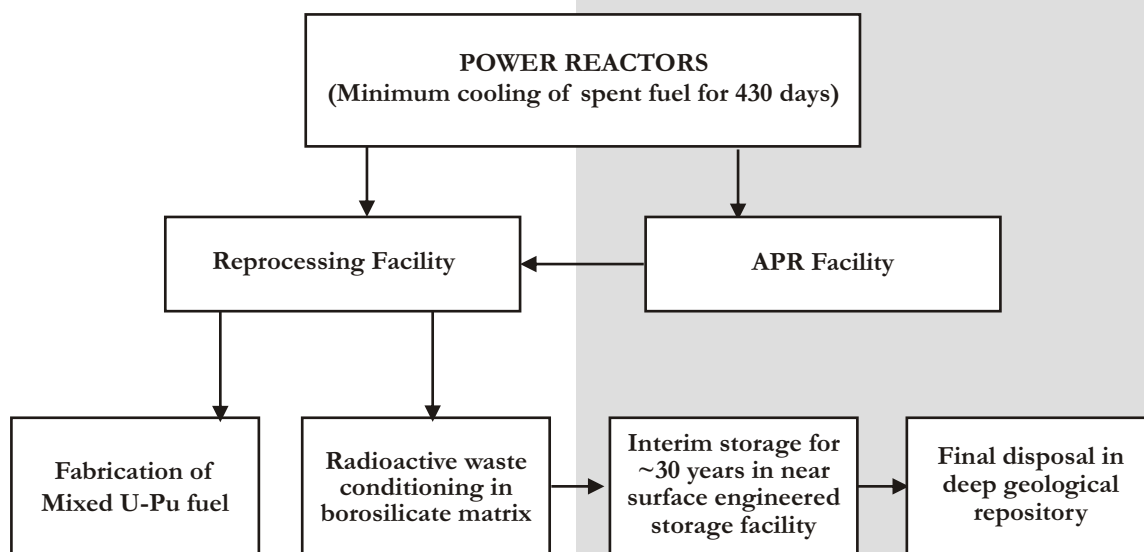 POWER REACTORS
(Minimum cooling of spent fuel for 430 days)
Reprocessing Facility
APR Facility
Fabrication of
Mixed U-Pu fuel
Radioactive waste
conditioning in
borosilicate matrix
Interim storage for
~30 years in near
surface engineered
storage facility
Final disposal in
deep geological
repository